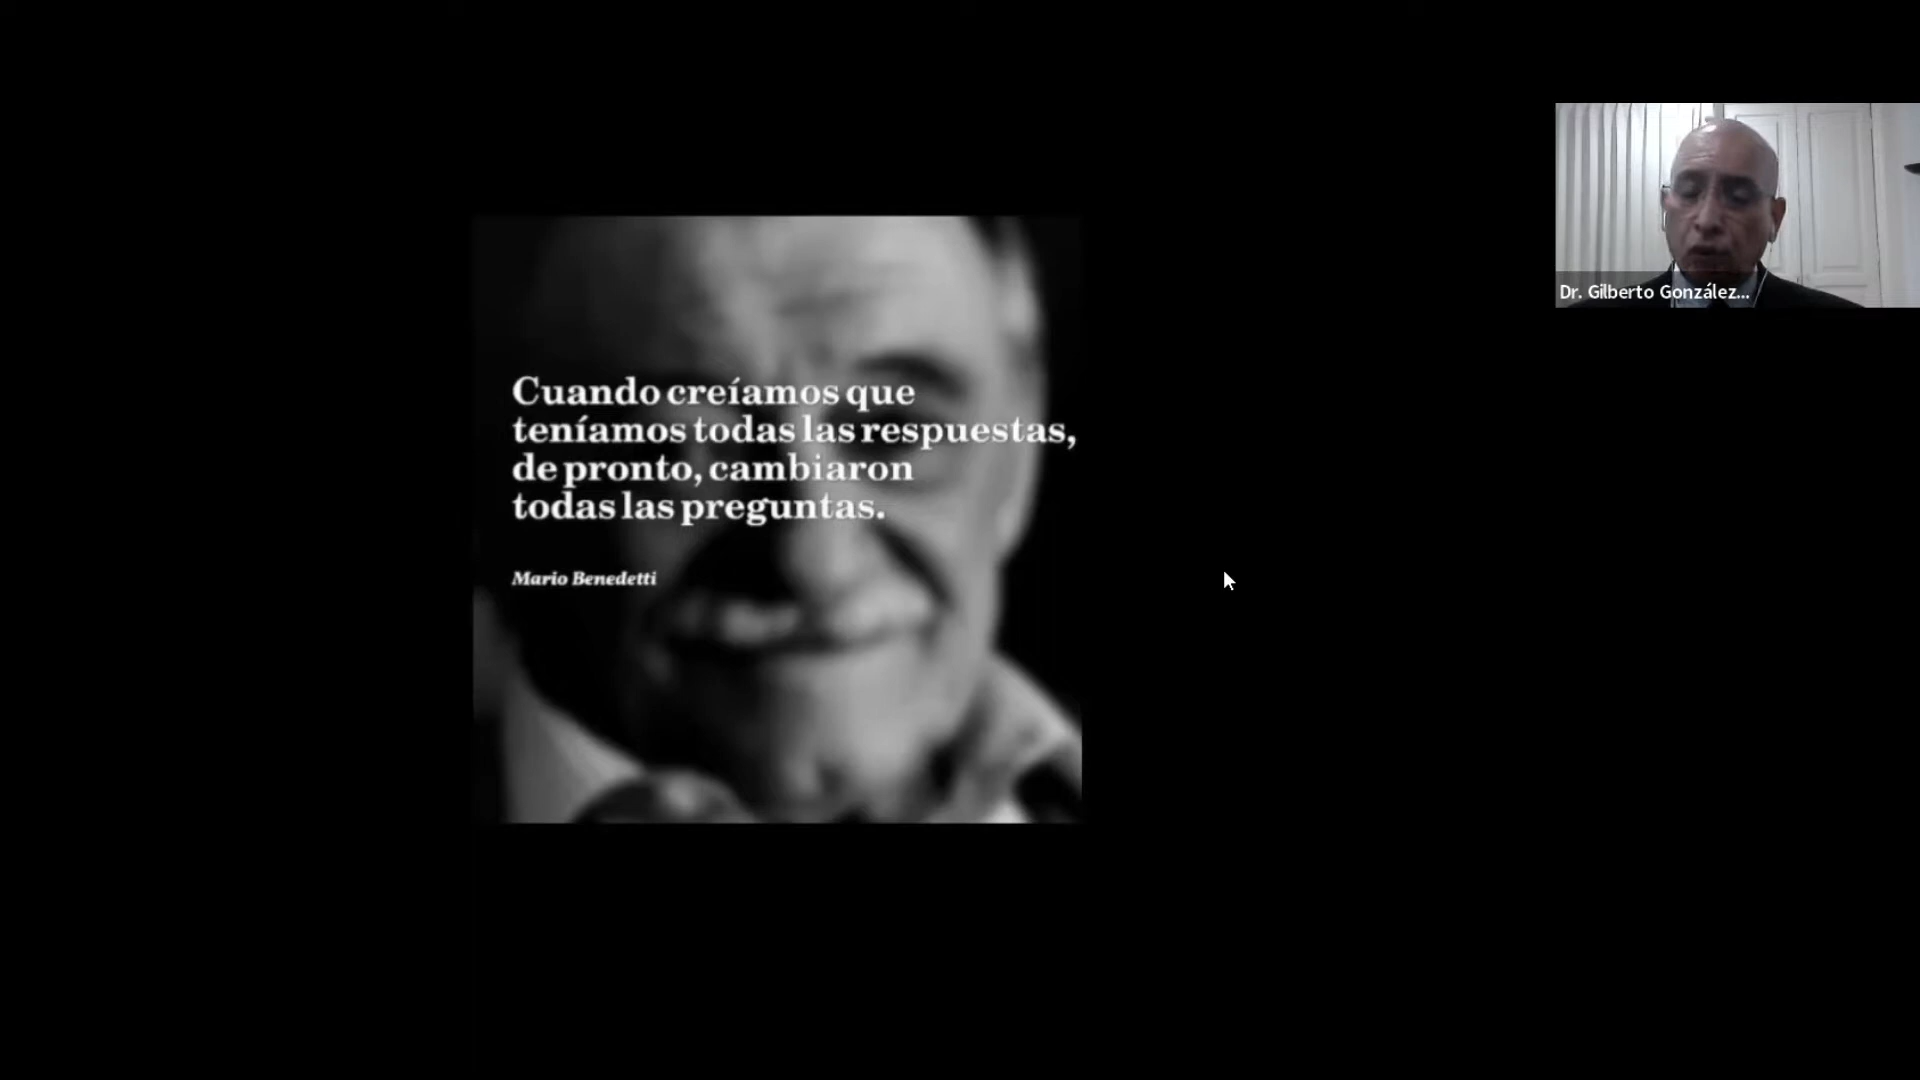 Cuando creíamos que
teníamos todas las respuestas,
de pronto, cambiaron
todas las preguntas.
Mario Benedetti
Dr. Gilberto González...